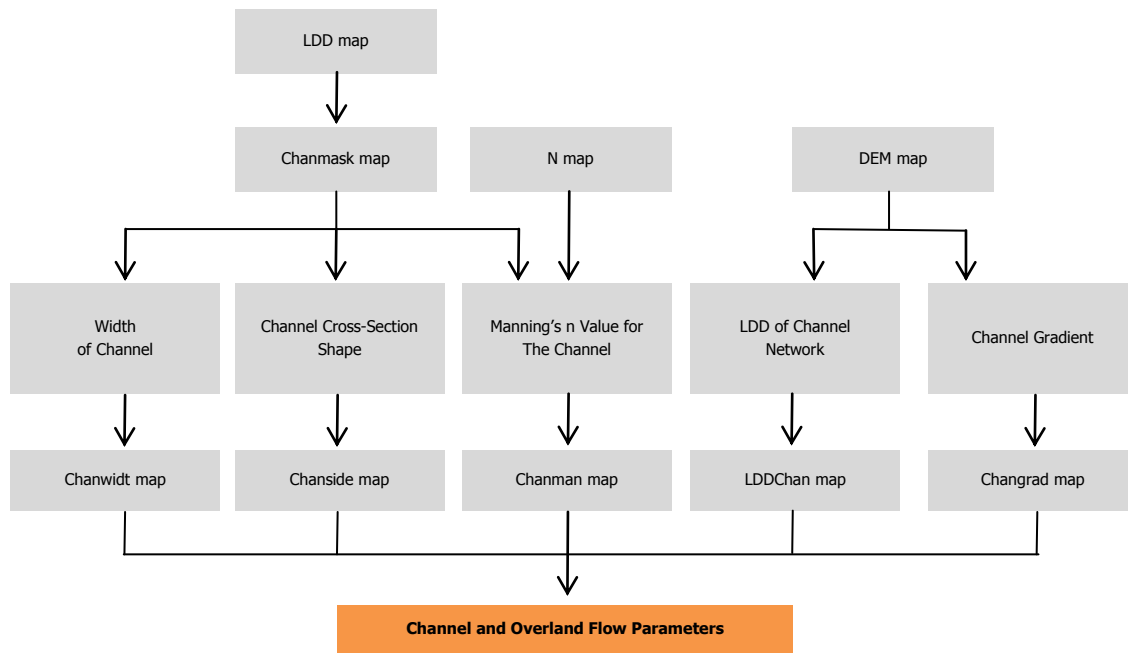 LDD map
Chanmask map
N map
DEM map
Width
of Channel
Channel Cross-Section
Shape
Manning’s n Value for
The Channel
LDD of Channel
Network
Channel Gradient
Chanwidt map
Chanside map
Chanman map
LDDChan map
Changrad map
Channel and Overland Flow Parameters